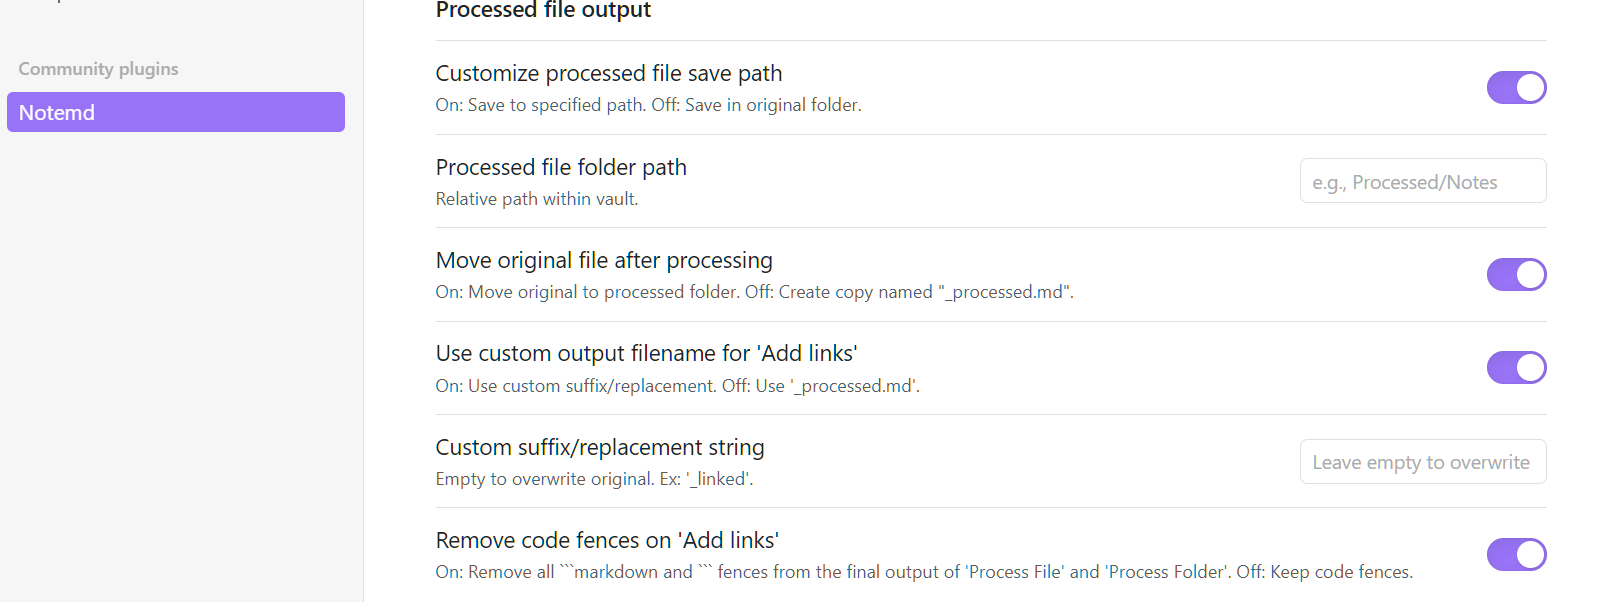 Processed file output
Community plugins
Notemd
Customize processed file save path
On: Save to specified path. Off: Save in original folder.
Processed file folder path
Relative path within vault.
e.g., Processed/Notes
Move original file after processing
On: Move original to processed folder. Off: Create copy named "_processed.md".
Use custom output filename for 'Add links'
On: Use custom suffix/replacement. Off: Use '_processed.md'.
Custom suffix/replacement string
Empty to overwrite original. Ex: '_linked'.
Leave empty to overwrite
Remove code fences on 'Add links'
On: Remove all ```markdown and ``` fences from the final output of 'Process File' and 'Process Folder'. Off: Keep code fences.